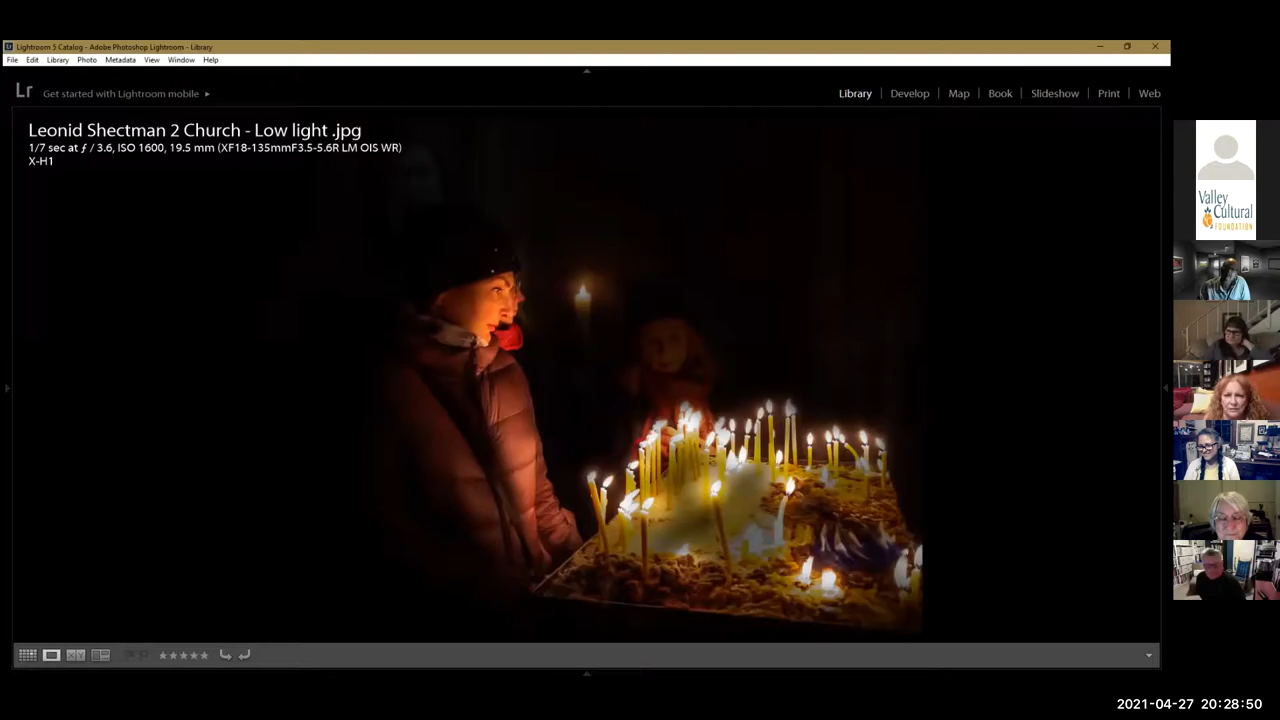 Lr Lightroom 5 Catalog - Adobe Photoshop Lightroom - Library
File Edit Library Photo Metadata View Window Help
Lr Get started with Lightroom mobile ▸ Library | Develop | Map | Book | Slideshow | Print | Web
Leonid Shectman 2 Church - Low light .jpg
1/7 sec at ƒ / 3.6, ISO 1600, 19.5 mm (XF18-135mmF3.5-5.6R LM OIS WR)
X-H1
Valley
Cultural
FOUNDATION
X Y
2021-04-27 20:28:50